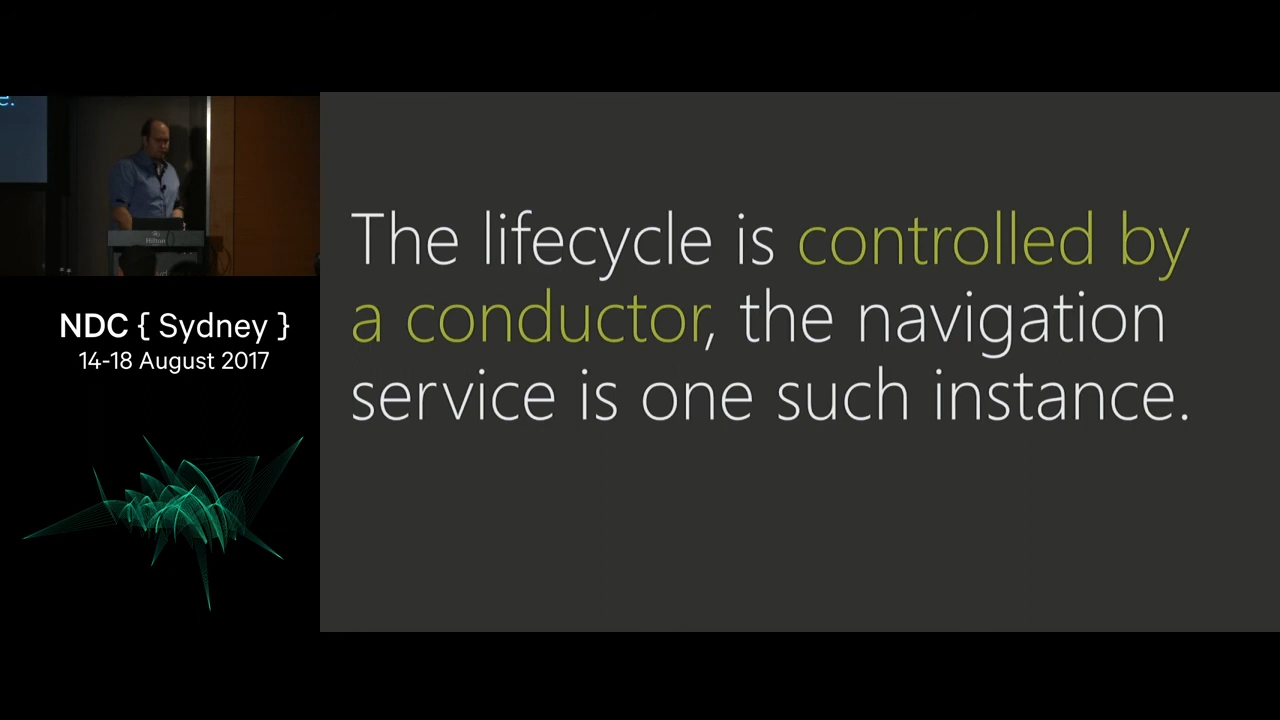 NDC { Sydney }
14-18 August 2017
The lifecycle is controlled by
a conductor, the navigation
service is one such instance.
Hilton